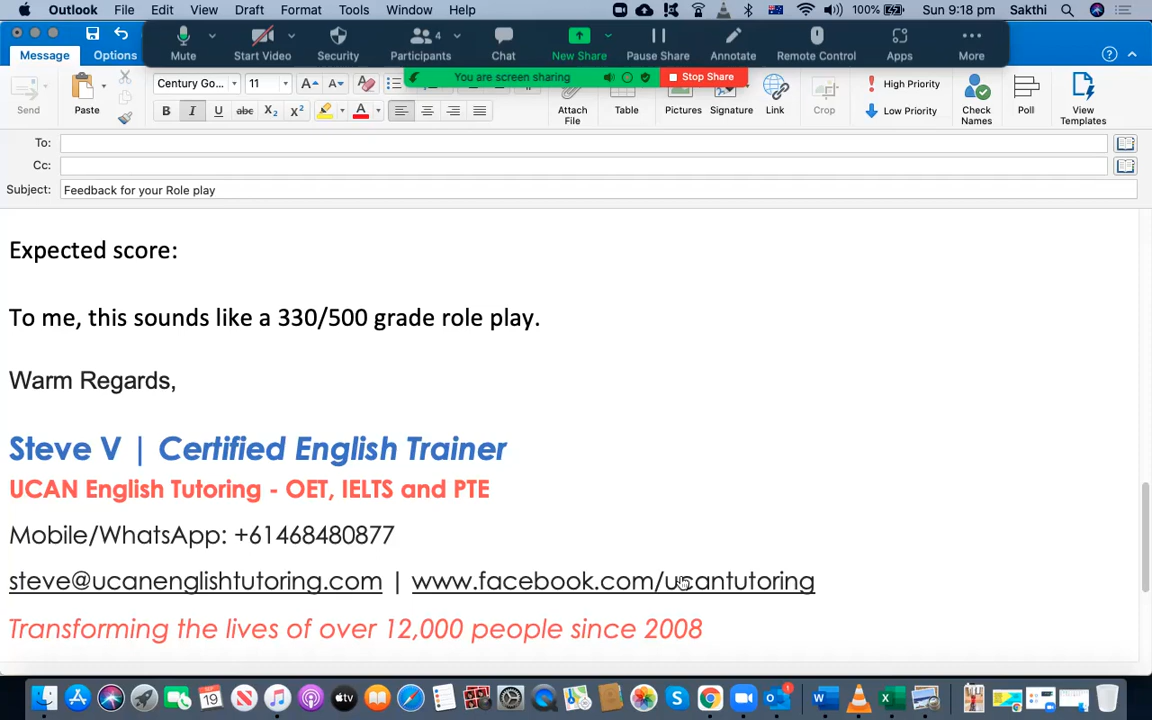 Outlook File Edit View Draft Format Tools Window Help 100% Sun 9:18 pm Sakthi
Mute Start Video Security Participants 4 Chat New Share Pause Share Annotate Remote Control Apps More
You are screen sharing Stop Share
Message Options
Send Paste Century Go... 11 Attach File Table Pictures Signature Link Crop High Priority Low Priority Check Names Poll View Templates
B I U abc X₂ X² A
To:
Cc:
Subject: Feedback for your Role play
Expected score:
To me, this sounds like a 330/500 grade role play.
Warm Regards,
Steve V | Certified English Trainer
UCAN English Tutoring - OET, IELTS and PTE
Mobile/WhatsApp: +61468480877
steve@ucanenglishtutoring.com | www.facebook.com/ucantutoring
Transforming the lives of over 12,000 people since 2008